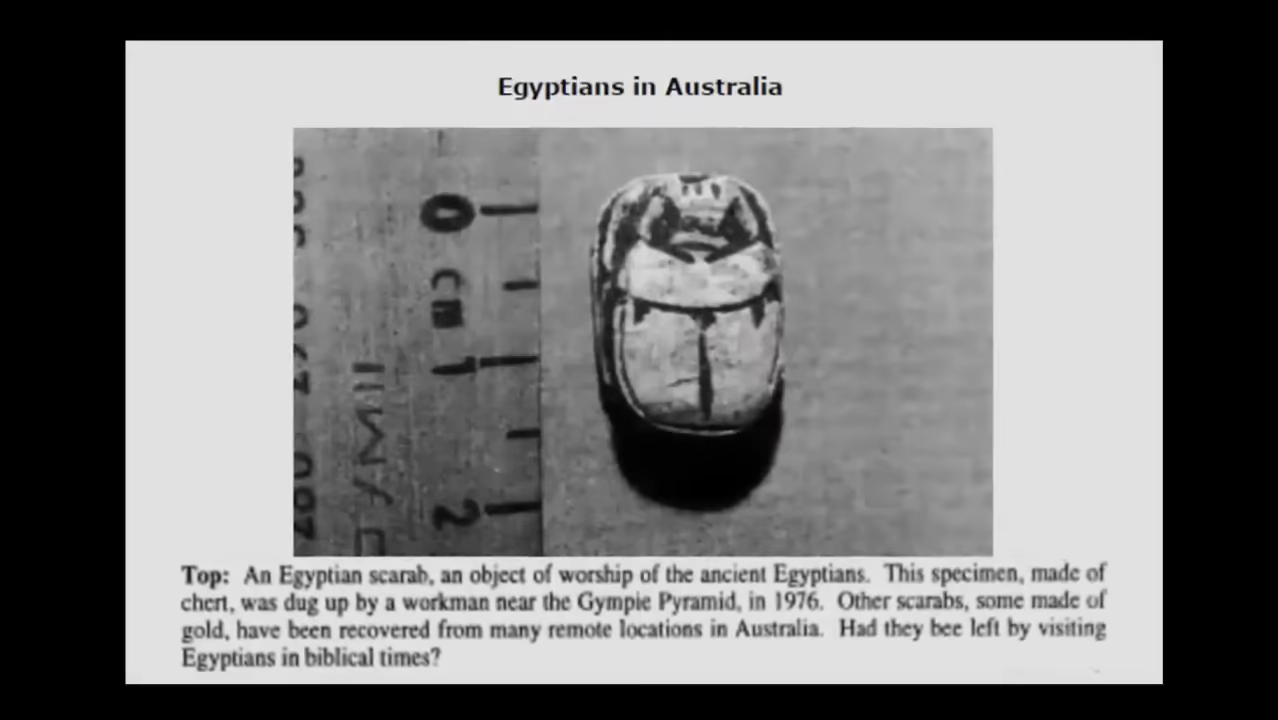 Egyptians in Australia
0
cm
1
2
Top: An Egyptian scarab, an object of worship of the ancient Egyptians. This specimen, made of
chert, was dug up by a workman near the Gympie Pyramid, in 1976. Other scarabs, some made of
gold, have been recovered from many remote locations in Australia. Had they bee left by visiting
Egyptians in biblical times?